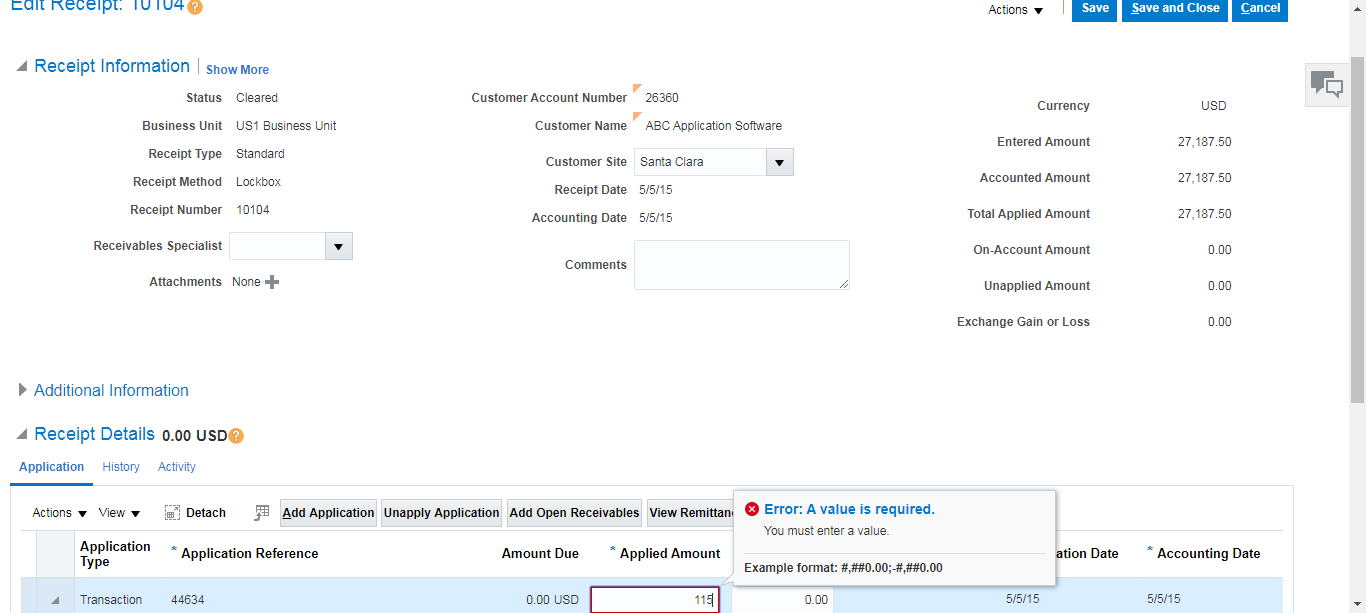 Edit Receipt: 10104
Actions
Save
Save and Close
Cancel
Receipt Information
Show More
Status Cleared
Business Unit US1 Business Unit
Receipt Type Standard
Receipt Method Lockbox
Receipt Number 10104
Receivables Specialist
Attachments None
Customer Account Number 26360
Customer Name ABC Application Software
Customer Site Santa Clara
Receipt Date 5/5/15
Accounting Date 5/5/15
Comments
Currency USD
Entered Amount 27,187.50
Accounted Amount 27,187.50
Total Applied Amount 27,187.50
On-Account Amount 0.00
Unapplied Amount 0.00
Exchange Gain or Loss 0.00
Additional Information
Receipt Details 0.00 USD
Application History Activity
Actions View Detach Add Application Unapply Application Add Open Receivables View Remittan
Error: A value is required.
You must enter a value.
Example format: #,##0.00;-#,##0.00
Application Type * Application Reference Amount Due * Applied Amount ation Date * Accounting Date
Transaction 44634 0.00 USD 115 0.00 5/5/15 5/5/15